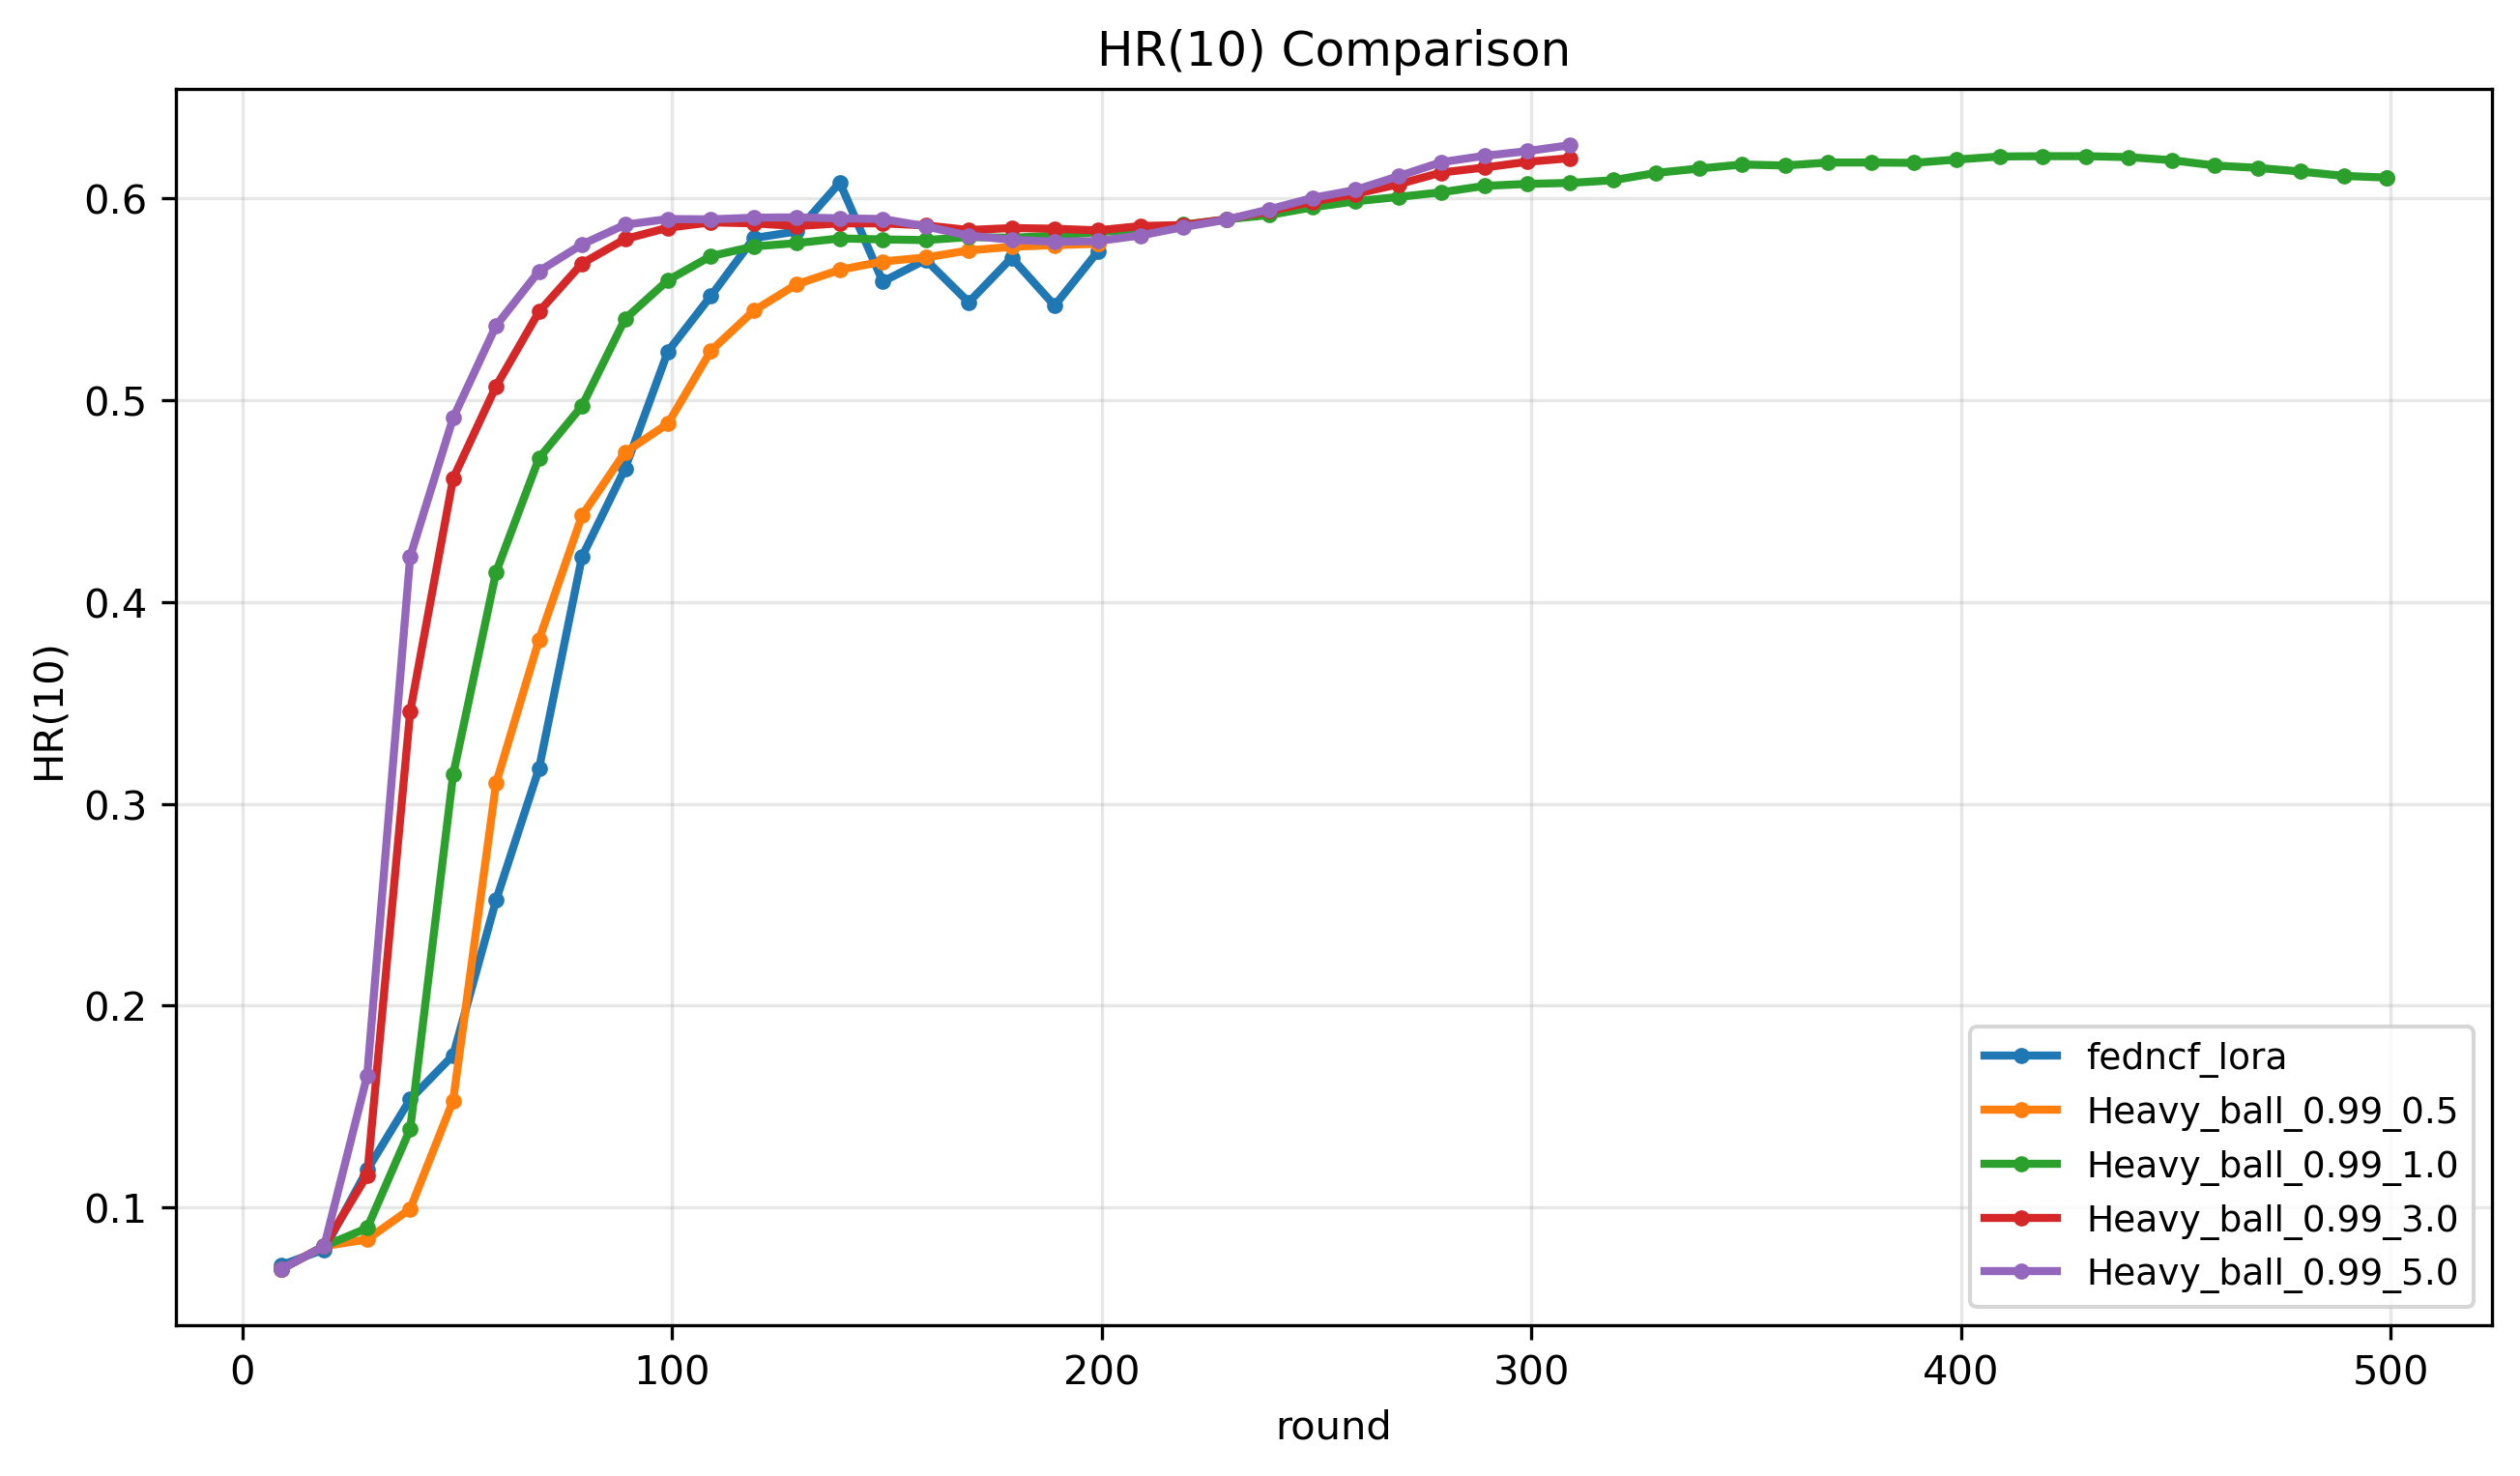 HR(10) Comparison
HR(10)
0.6
0.5
0.4
0.3
0.2
0.1
0 100 200 300 400 500
round
fedncf_lora
Heavy_ball_0.99_0.5
Heavy_ball_0.99_1.0
Heavy_ball_0.99_3.0
Heavy_ball_0.99_5.0